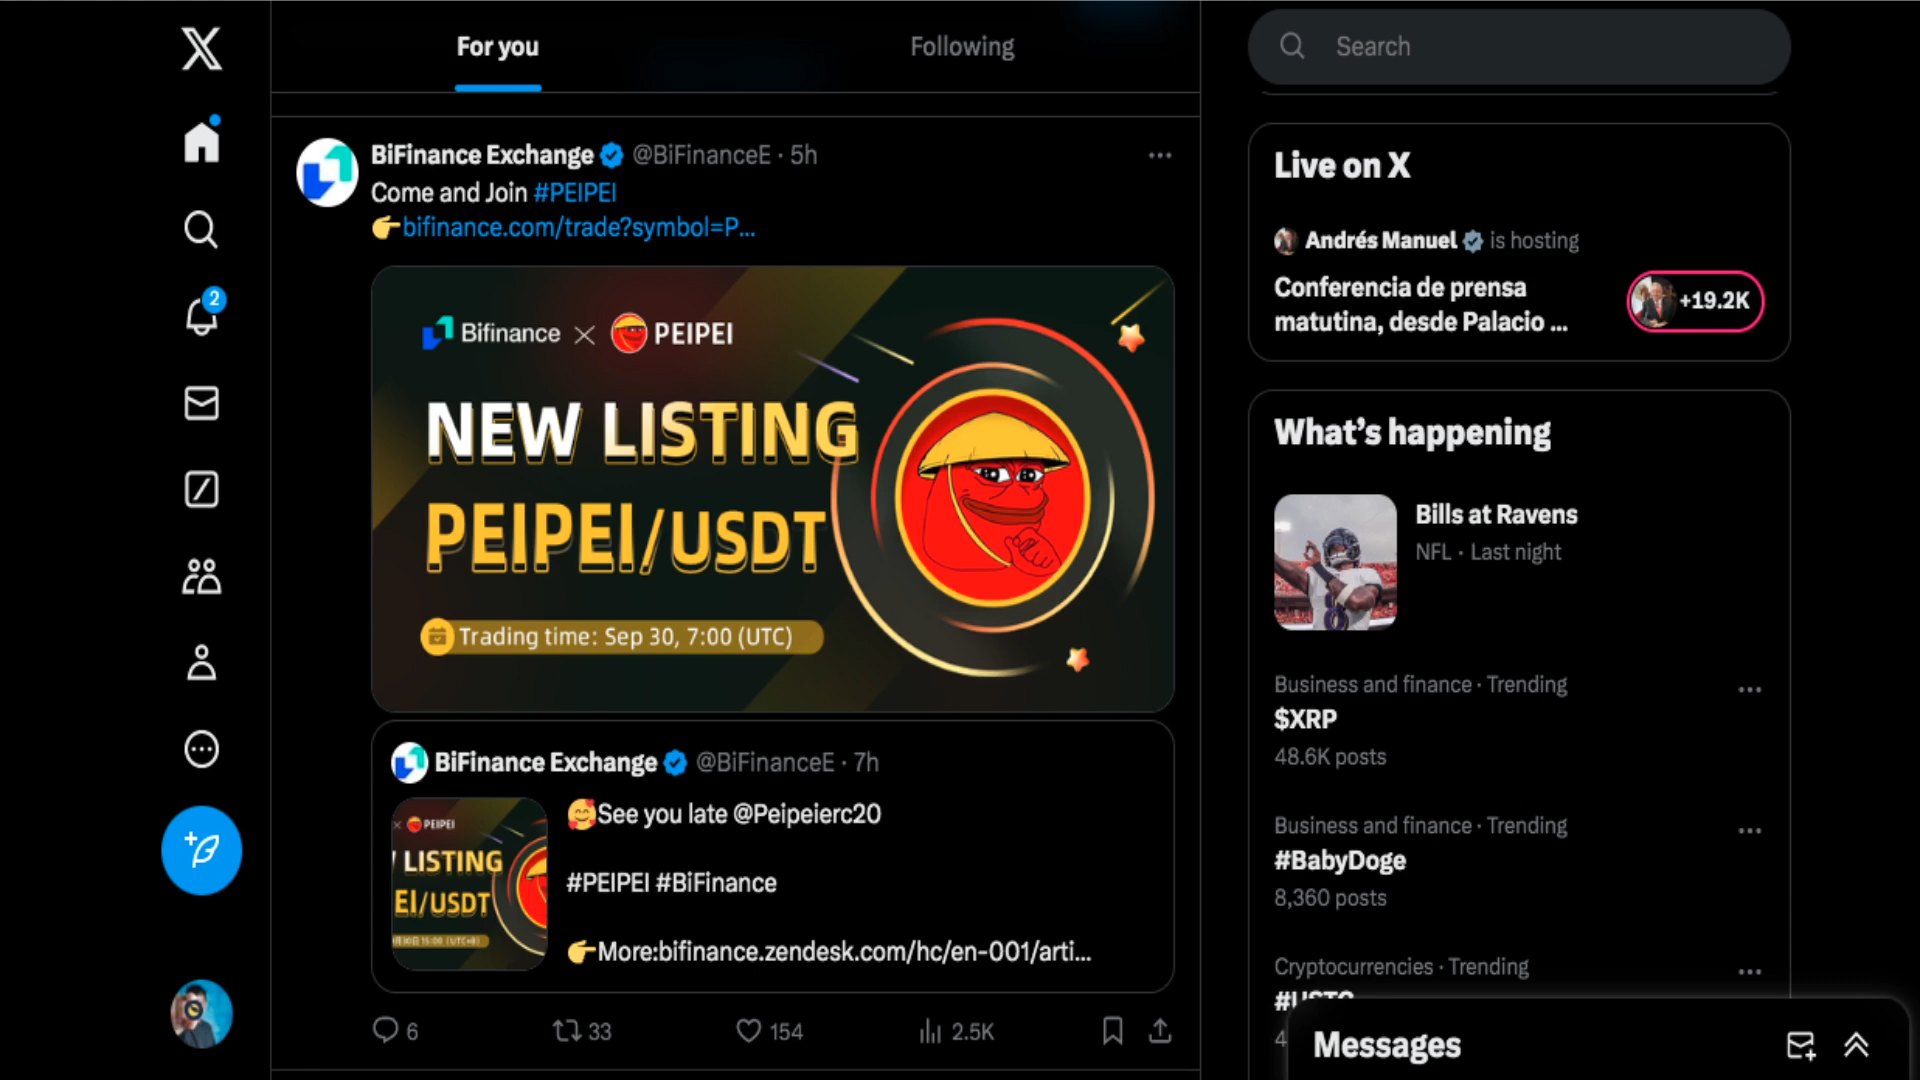 For you
Following
Search
BiFinance Exchange @BiFinanceE · 5h
Come and Join #PEIPEI
👉bifinance.com/trade?symbol=P...
Bifinance × PEIPEI
NEW LISTING
PEIPEI/USDT
Trading time: Sep 30, 7:00 (UTC)
BiFinance Exchange @BiFinanceE · 7h
× PEIPEI
LISTING
EI/USDT
15:00 (UTC+8)
🥰See you late @Peipeierc20
#PEIPEI #BiFinance
👉More:bifinance.zendesk.com/hc/en-001/arti...
6
33
154
2.5K
2
Live on X
Andrés Manuel is hosting
Conferencia de prensa
matutina, desde Palacio ...
+19.2K
What's happening
Bills at Ravens
NFL · Last night
Business and finance · Trending
$XRP
48.6K posts
Business and finance · Trending
#BabyDoge
8,360 posts
Cryptocurrencies · Trending
4
Messages